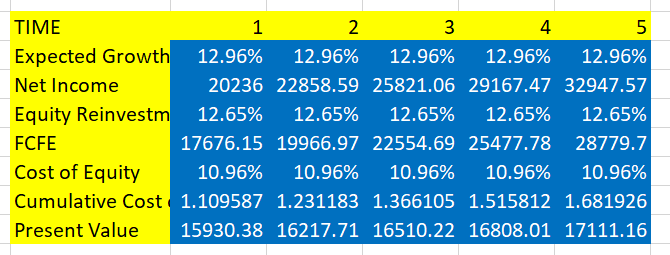 TIME 1 2 3 4 5
Expected Growth 12.96% 12.96% 12.96% 12.96% 12.96%
Net Income 20236 22858.59 25821.06 29167.47 32947.57
Equity Reinvestm 12.65% 12.65% 12.65% 12.65% 12.65%
FCFE 17676.15 19966.97 22554.69 25477.78 28779.7
Cost of Equity 10.96% 10.96% 10.96% 10.96% 10.96%
Cumulative Cost 1.109587 1.231183 1.366105 1.515812 1.681926
Present Value 15930.38 16217.71 16510.22 16808.01 17111.16